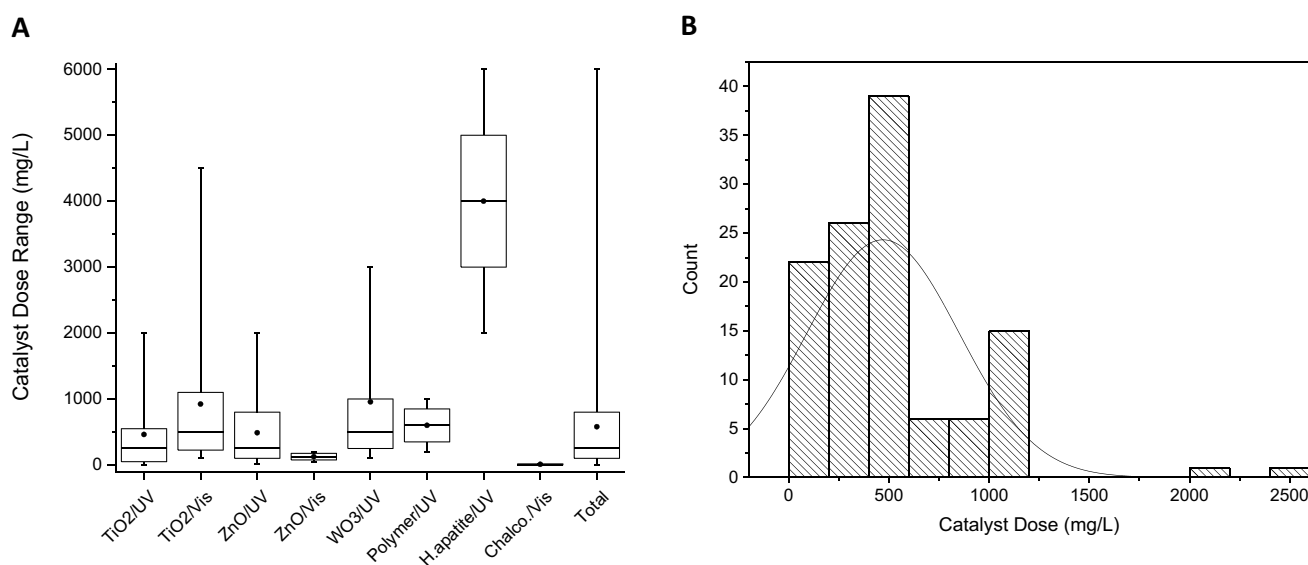 A
Catalyst Dose Range (mg/L)
6000
5000
4000
3000
2000
1000
0
TiO2/UV
TiO2/Vis
ZnO/UV
ZnO/Vis
WO3/UV
Polymer/UV
H.apatite/UV
Chalco./Vis
Total
B
Count
40
35
30
25
20
15
10
5
0
0
500
1000
1500
2000
2500
Catalyst Dose (mg/L)